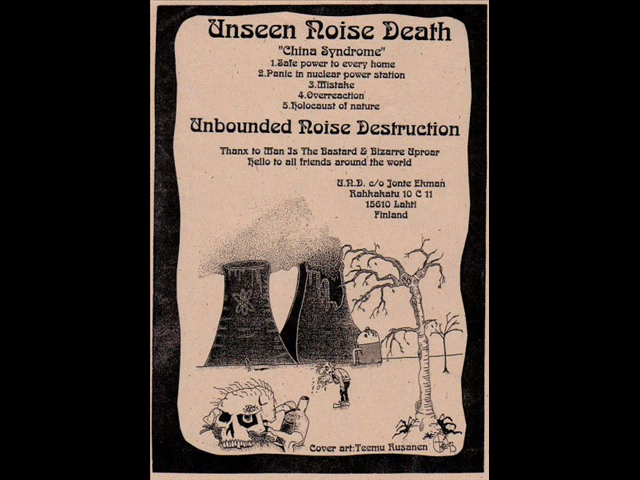 Unseen Noise Death
"China Syndrome"
1.Safe power to every home
2.Panic in nuclear power station
3.Mistake
4.Overreaction
5.Holocaust of nature
Unbounded Noise Destruction
Thanx to Man Is The Bastard & Bizarre Uproar
Hello to all friends around the world
U.N.D. c/o Jonte Ekman
Rahkakatu 10 C 11
15610 Lahti
Finland
Cover art:Teemu Rusanen